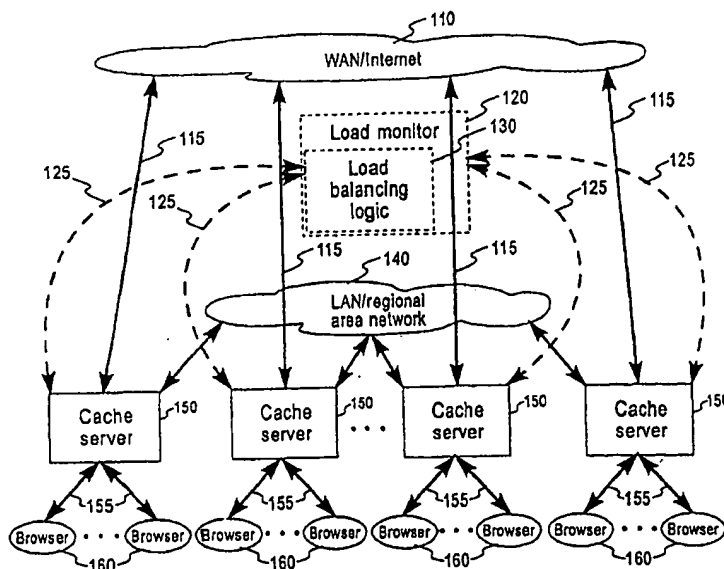 110
WAN/Internet
120
115
Load monitor
130
115
125
Load
balancing
logic
125
125
125
115
140
115
LAN/regional
area network
Cache
server
150
Cache
server
150
• • •
Cache
server
150
Cache
server
150
155
155
155
155
Browser • • • Browser
Browser • • • Browser
Browser • • • Browser
Browser • • • Browser
160
160
160
160